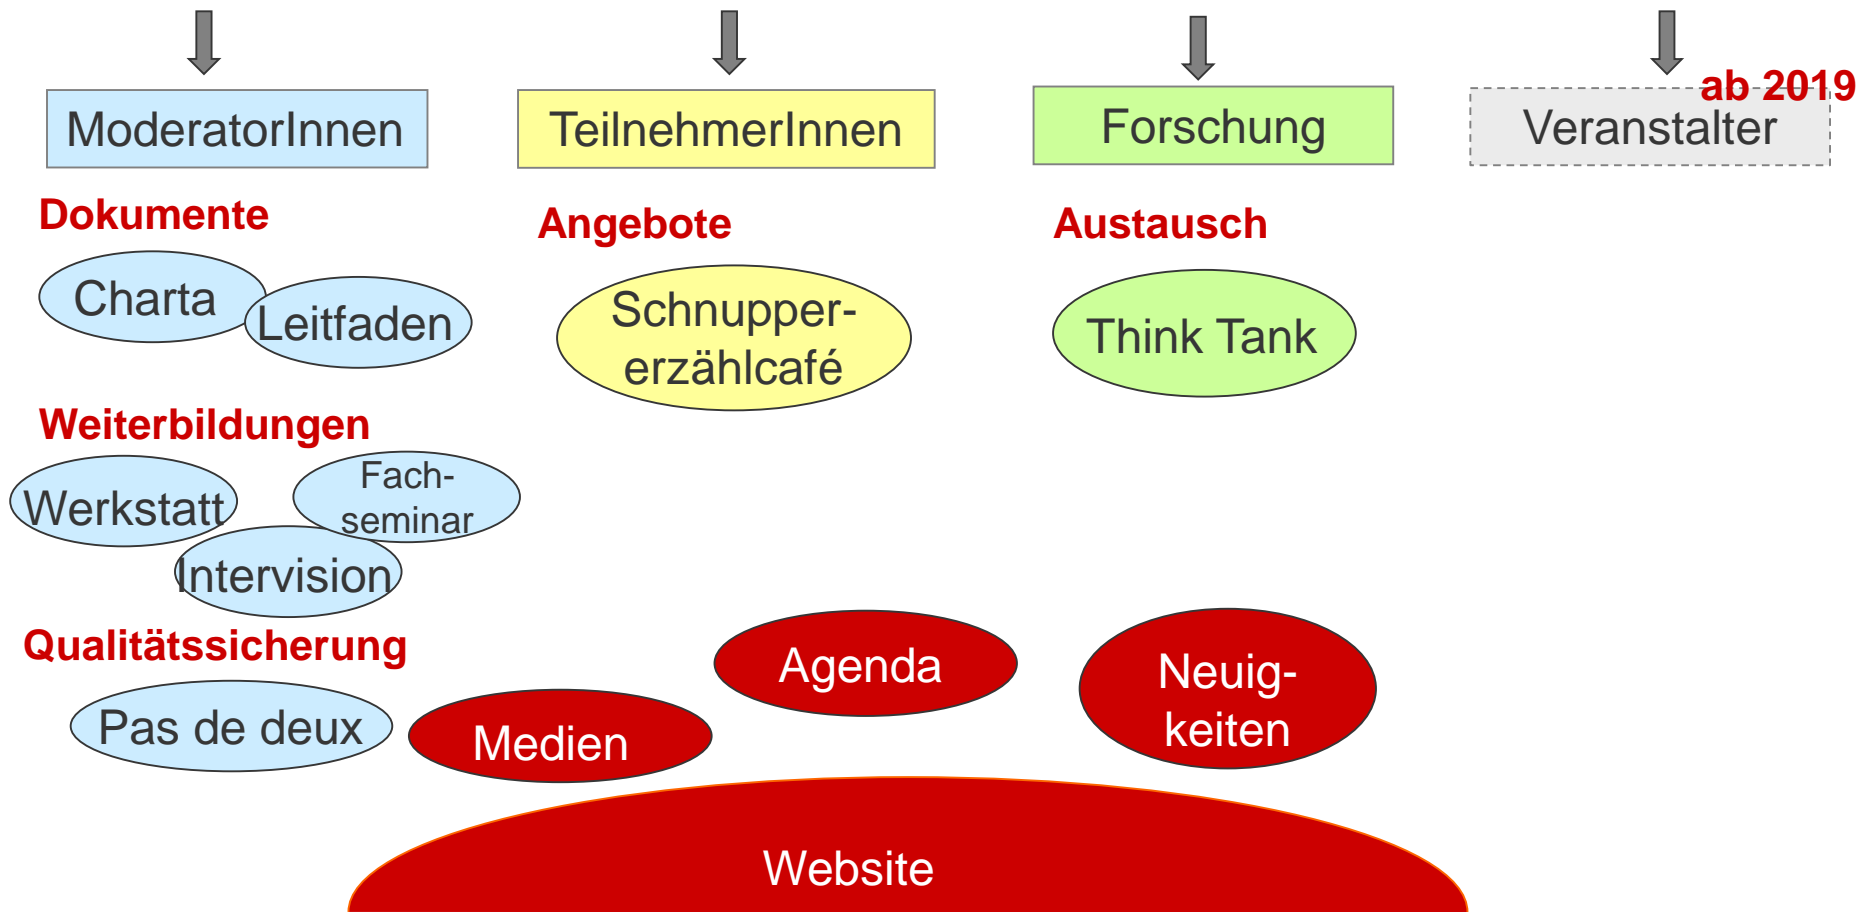 ab 2019
ModeratorInnen
TeilnehmerInnen
Forschung
Veranstalter
Dokumente
Angebote
Austausch
Charta
Leitfaden
Schnupper-
erzählcafé
Think Tank
Weiterbildungen
Werkstatt
Fach-
seminar
Intervision
Qualitätssicherung
Pas de deux
Medien
Agenda
Neuig-
keiten
Website